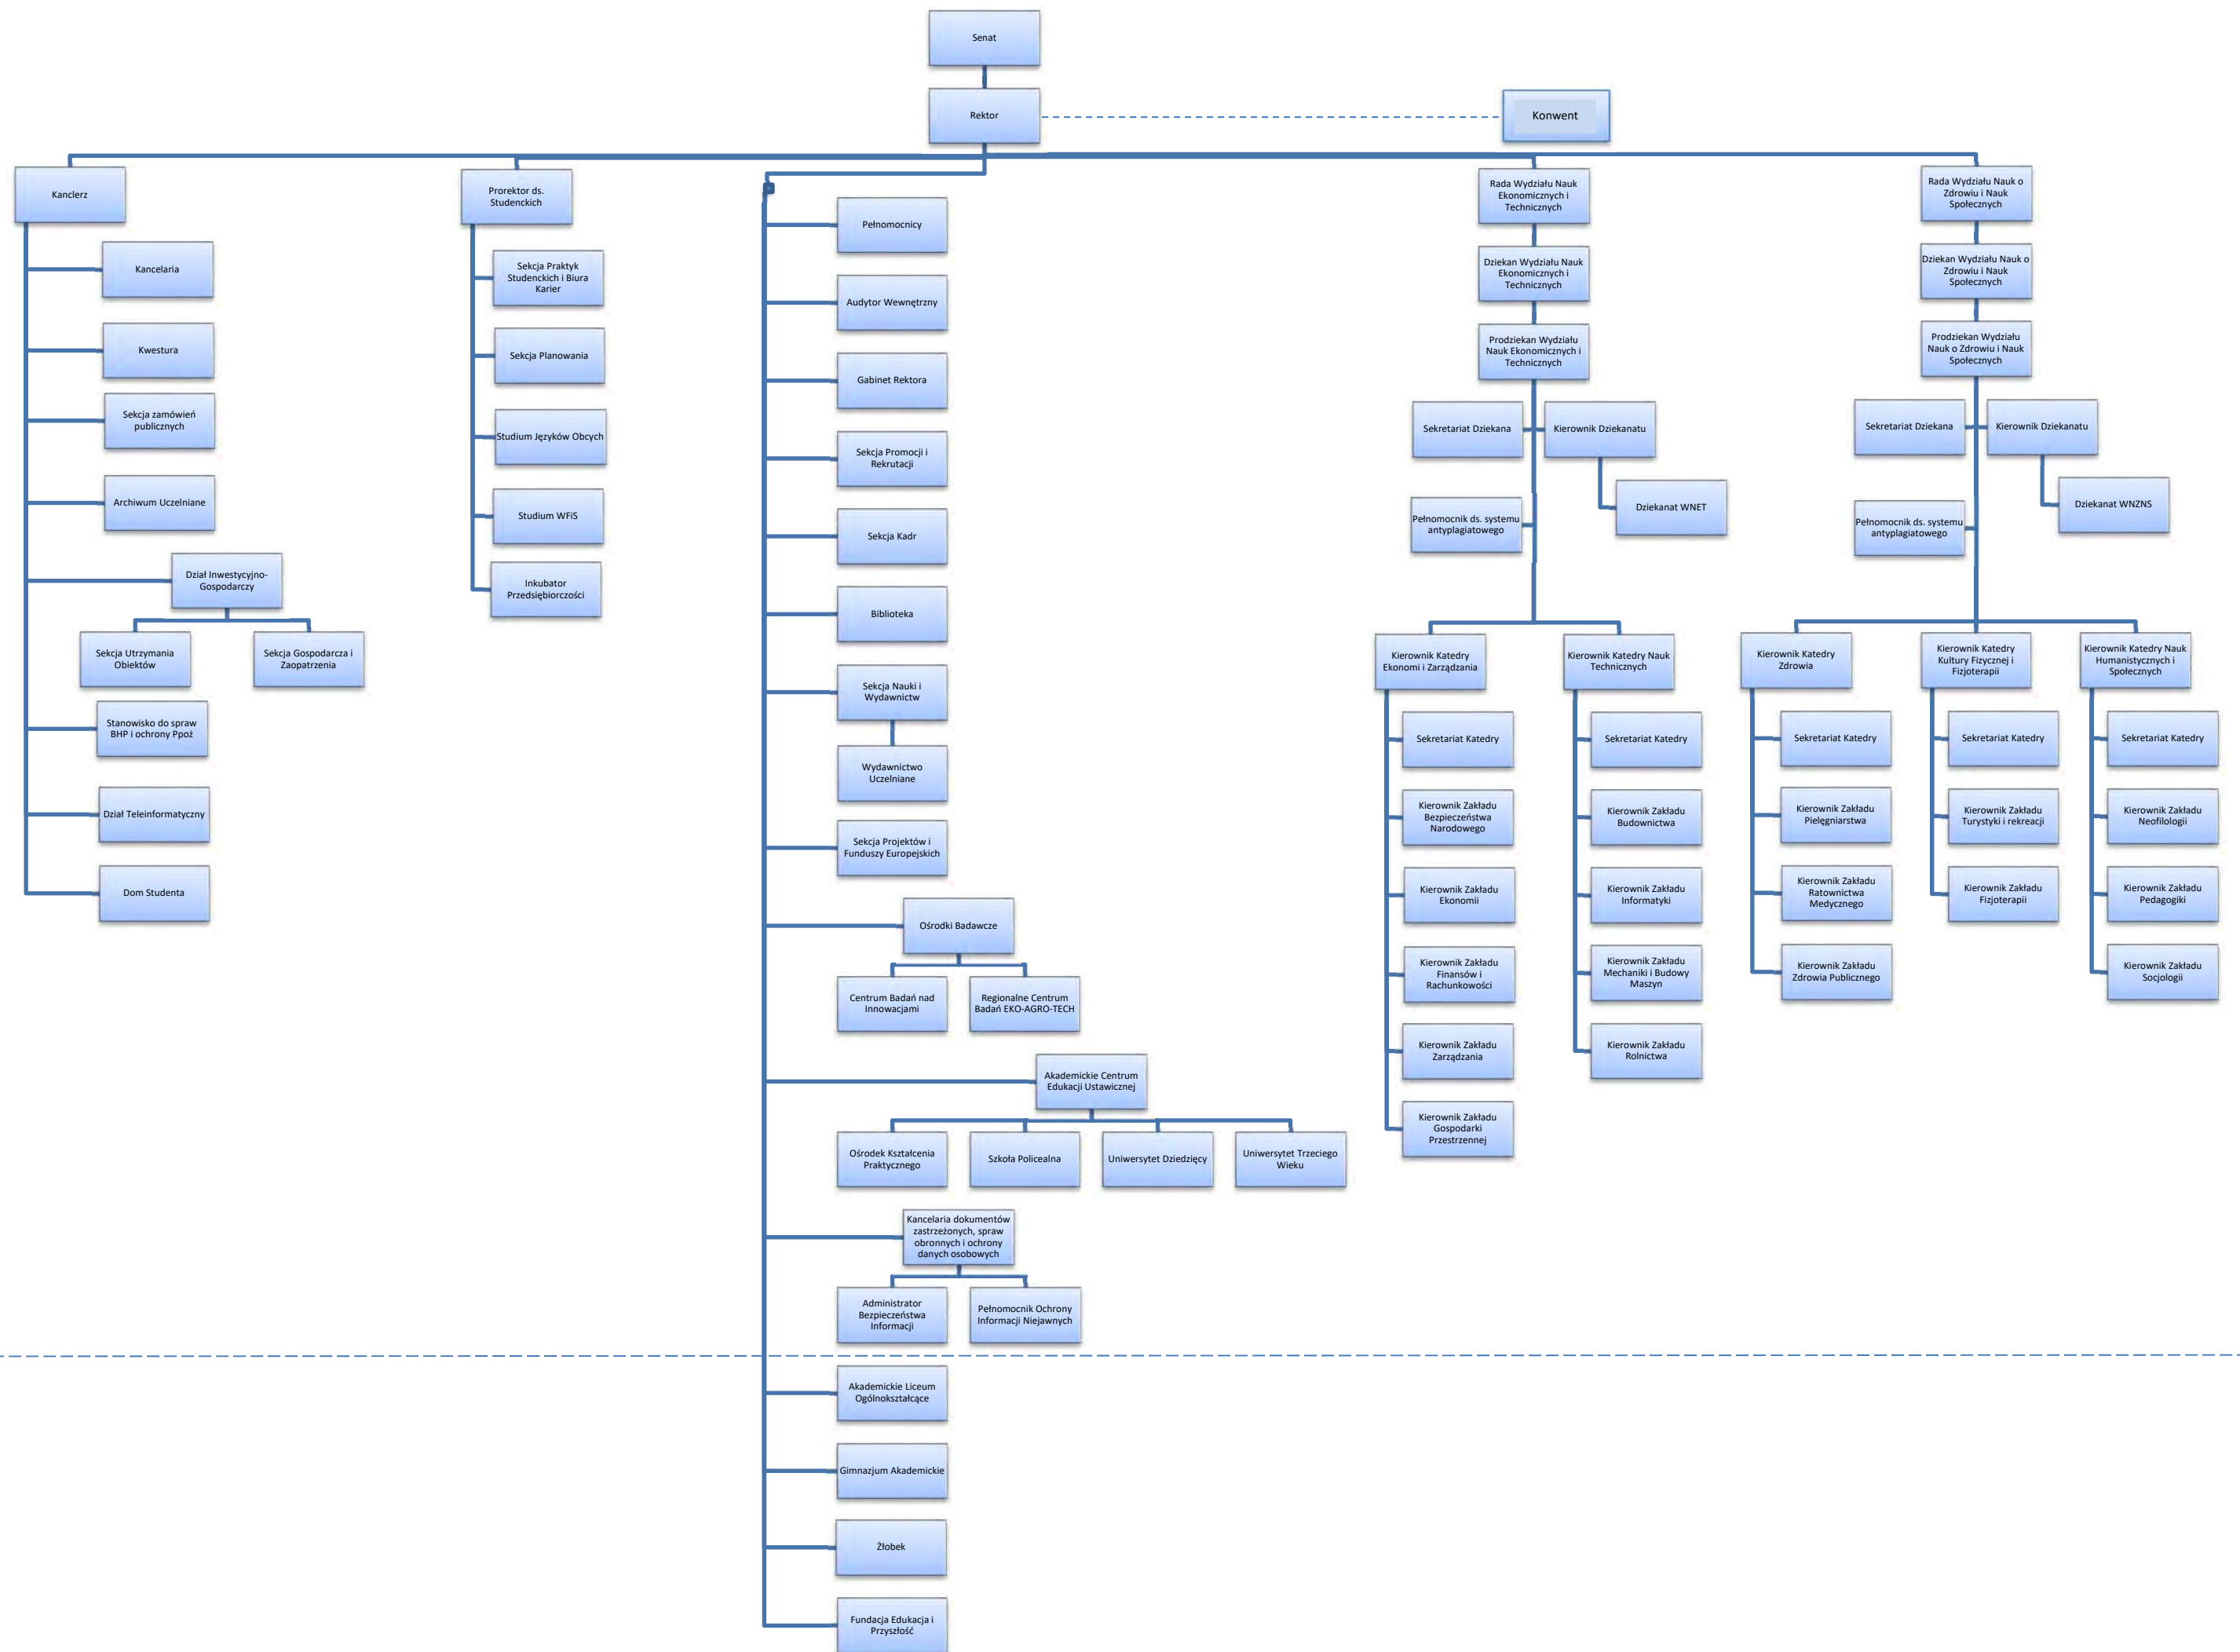 Senat
Rektor
Konwent
Kanclerz
Kancelaria
Kwestura
Sekcja zamówień
publicznych
Archiwum Uczelniane
Dział Inwestycyjno-
Gospodarczy
Sekcja Utrzymania
Obiektów
Sekcja Gospodarcza i
Zaopatrzenia
Stanowisko do spraw
BHP i ochrony Ppoż
Dział Teleinformatyczny
Dom Studenta
Prorektor ds.
Studenckich
Sekcja Praktyk
Studenckich i Biura
Karier
Sekcja Planowania
Studium Języków Obcych
Studium WFiS
Inkubator
Przedsiębiorczości
Pełnomocnicy
Audytor Wewnętrzny
Gabinet Rektora
Sekcja Promocji i
Rekrutacji
Sekcja Kadr
Biblioteka
Sekcja Nauki i
Wydawnictw
Wydawnictwo
Uczelniane
Sekcja Projektów i
Funduszy Europejskich
Ośrodki Badawcze
Centrum Badań nad
Innowacjami
Regionalne Centrum
Badań EKO-AGRO-TECH
Akademickie Centrum
Edukacji Ustawicznej
Ośrodek Kształcenia
Praktycznego
Szkoła Policealna
Uniwersytet Dziedzięcy
Uniwersytet Trzeciego
Wieku
Kancelaria dokumentów
zastrzeżonych, spraw
obronnych i ochrony
danych osobowych
Administrator
Bezpieczeństwa
Informacji
Pełnomocnik Ochrony
Informacji Niejawnych
Akademickie Liceum
Ogólnokształcące
Gimnazjum Akademickie
Żłobek
Fundacja Edukacja i
Przyszłość
Rada Wydziału Nauk
Ekonomicznych i
Technicznych
Dziekan Wydziału Nauk
Ekonomicznych i
Technicznych
Prodziekan Wydziału
Nauk Ekonomicznych i
Technicznych
Sekretariat Dziekana
Kierownik Dziekanatu
Dziekanat WNET
Pełnomocnik ds. systemu
antyplagiatowego
Kierownik Katedry
Ekonomi i Zarządzania
Sekretariat Katedry
Kierownik Zakładu
Bezpieczeństwa
Narodowego
Kierownik Zakładu
Ekonomii
Kierownik Zakładu
Finansów i
Rachunkowości
Kierownik Zakładu
Zarządzania
Kierownik Zakładu
Gospodarki
Przestrzennej
Kierownik Katedry Nauk
Technicznych
Sekretariat Katedry
Kierownik Zakładu
Budownictwa
Kierownik Zakładu
Informatyki
Kierownik Zakładu
Mechaniki i Budowy
Maszyn
Kierownik Zakładu
Rolnictwa
Rada Wydziału Nauk o
Zdrowiu i Nauk
Społecznych
Dziekan Wydziału Nauk o
Zdrowiu i Nauk
Społecznych
Prodziekan Wydziału
Nauk o Zdrowiu i Nauk
Społecznych
Sekretariat Dziekana
Kierownik Dziekanatu
Dziekanat WNZNS
Pełnomocnik ds. systemu
antyplagiatowego
Kierownik Katedry
Zdrowia
Sekretariat Katedry
Kierownik Zakładu
Pielęgniarstwa
Kierownik Zakładu
Ratownictwa
Medycznego
Kierownik Zakładu
Zdrowia Publicznego
Kierownik Katedry
Kultury Fizycznej i
Fizjoterapii
Sekretariat Katedry
Kierownik Zakładu
Turystyki i rekreacji
Kierownik Zakładu
Fizjoterapii
Kierownik Katedry Nauk
Humanistycznych i
Społecznych
Sekretariat Katedry
Kierownik Zakładu
Neofilologii
Kierownik Zakładu
Pedagogiki
Kierownik Zakładu
Socjologii